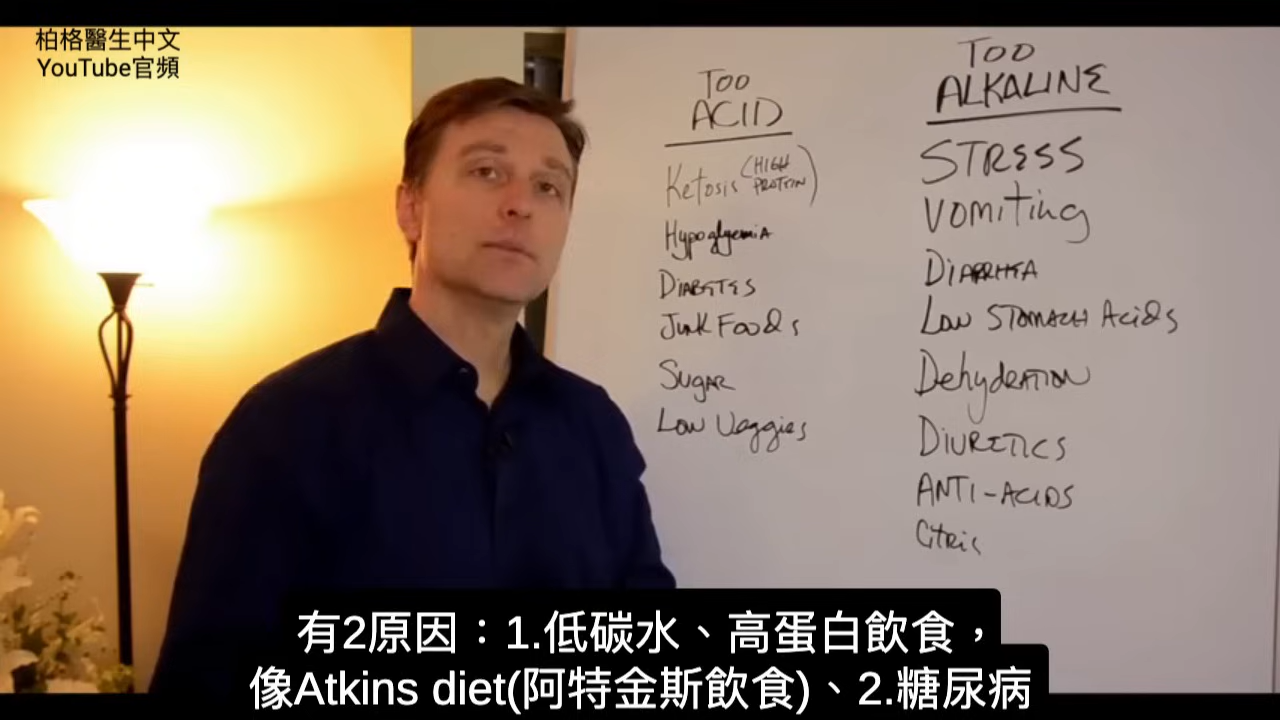 柏格醫生中文
YouTube官頻
TOO
ACID
Ketosis (HIGH
PROTEIN)
Hypoglyemia
DIABETES
JUNK FOODS
SUGAR
LOW Veggies
TOO
ALKALINE
STRESS
VOMITING
DIARRHEA
LOW STOMACH ACIDS
DeHyDRATION
DIURETICS
ANTI-ACIDS
Citric
有2原因：1.低碳水、高蛋白飲食，
像Atkins diet(阿特金斯飲食)、2.糖尿病